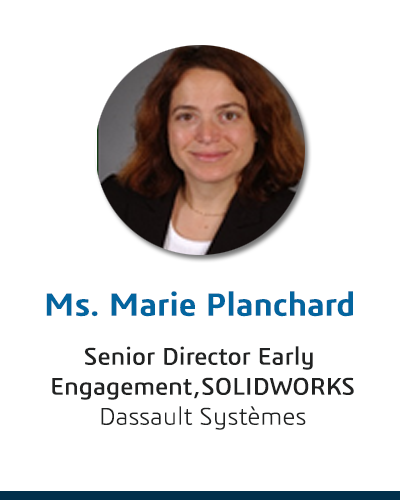 Ms. Marie Planchard
Senior Director Early
Engagement,SOLIDWORKS
Dassault Systèmes